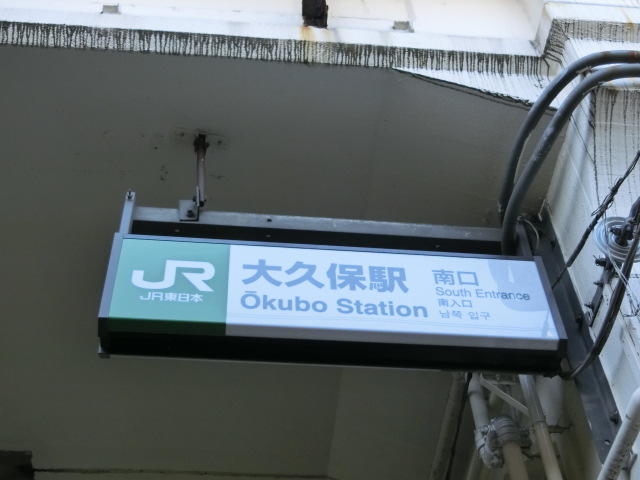 JR
JR東日本
大久保駅
Ōkubo Station
南口
South Entrance
南入口
남쪽 입구